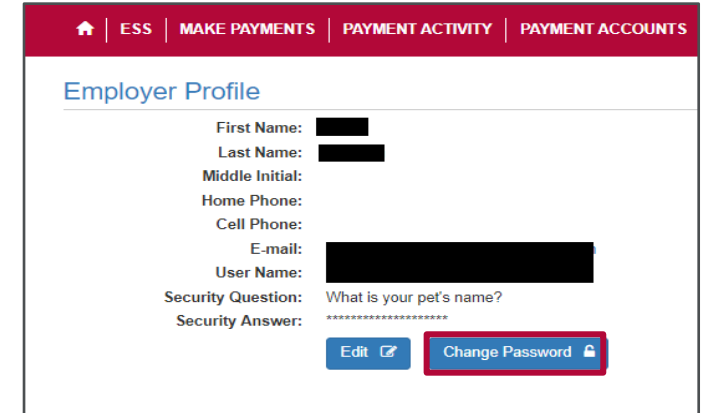 ESS MAKE PAYMENTS PAYMENT ACTIVITY PAYMENT ACCOUNTS
Employer Profile
First Name:
Last Name:
Middle Initial:
Home Phone:
Cell Phone:
E-mail:
User Name:
Security Question: What is your pet's name?
Security Answer: ********************
Edit Change Password